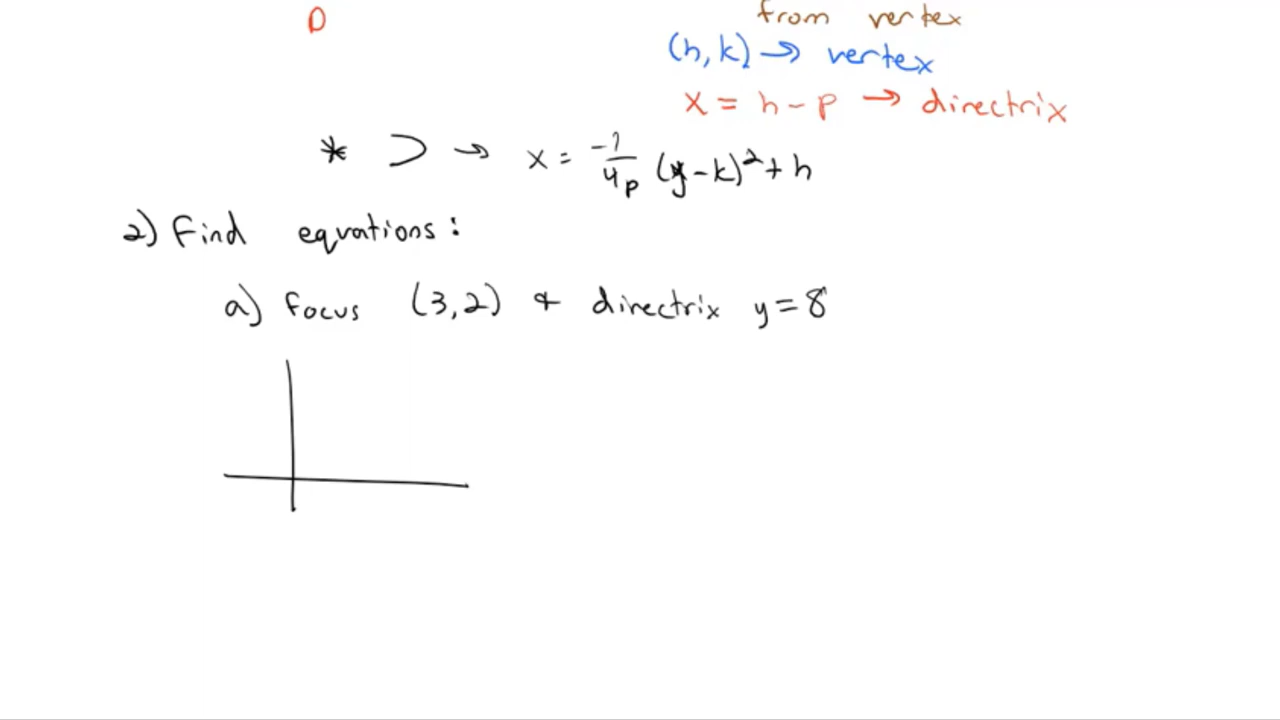 D
from vertex
(h, k) → vertex
x = h - p → directrix
* ⊃ → x = -1/4p (y - k)² + h
2) Find equations:
a) focus (3,2) + directrix y = 8